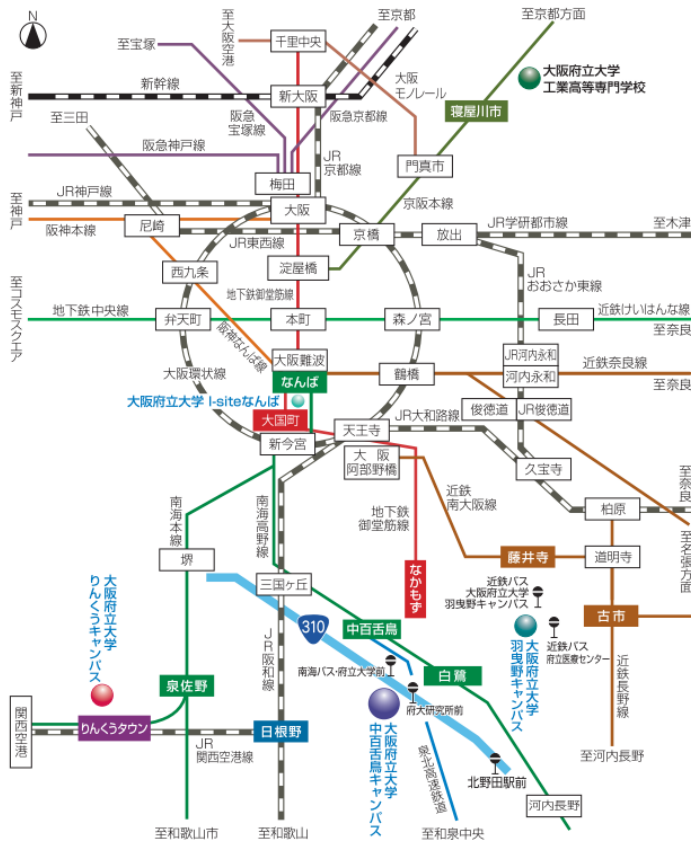 N
至京都
至京都方面
至大阪空港
千里中央
至宝塚
大阪
モノレール
大阪府立大学
工業高等専門学校
新幹線
至新神戸
新大阪
寝屋川市
至三田
阪急
宝塚線
阪急京都線
阪急神戸線
JR
京都線
門真市
梅田
京阪本線
JR神戸線
至神戸
大阪
阪神本線
尼崎
JR東西線
京橋
放出
JR学研都市線
至木津
西九条
淀屋橋
JR
おおさか東線
地下鉄御堂筋線
至コスモスクエア
地下鉄中央線
弁天町
本町
森ノ宮
長田
近鉄けいはんな線
至奈良
阪神なんば線
大阪難波
JR河内永和
近鉄奈良線
大阪環状線
なんば
鶴橋
河内永和
至奈良
大阪府立大学 I-siteなんば
大国町
俊徳道
JR俊徳道
天王寺
JR大和路線
新今宮
大阪
阿部野橋
久宝寺
至奈良
近鉄
南大阪線
柏原
南海本線
南海高野線
地下鉄
御堂筋線
至名張方面
堺
藤井寺
道明寺
三国ヶ丘
なかもず
近鉄バス
大阪府立大学
羽曳野キャンパス
大阪府立大学
りんくうキャンパス
310
中百舌鳥
古市
近鉄バス
府立医療センター
大阪府立大学
羽曳野キャンパス
JR阪和線
南海バス・府立大学前
白鷺
近鉄長野線
泉佐野
府大研究所前
関西空港
りんくうタウン
日根野
大阪府立大学
中百舌鳥キャンパス
JR
関西空港線
泉北高速鉄道
北野田駅前
至河内長野
河内長野
至和歌山市
至和歌山
至和泉中央